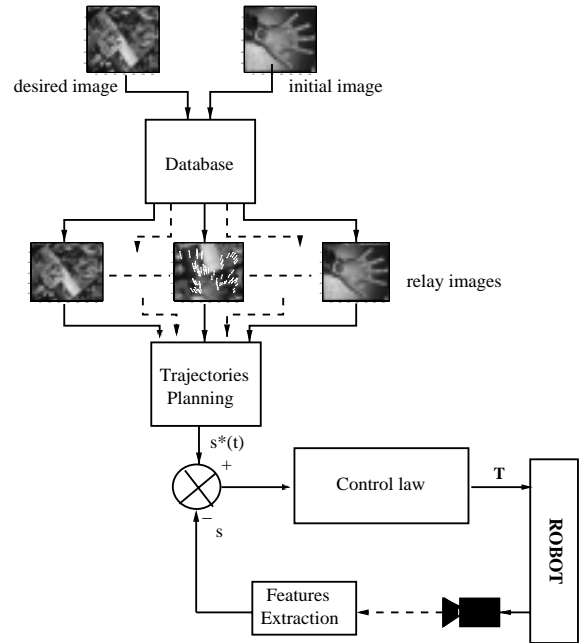 desired image
initial image
Database
relay images
Trajectories
Planning
s*(t)
+
Control law
T
ROBOT
−
s
Features
Extraction